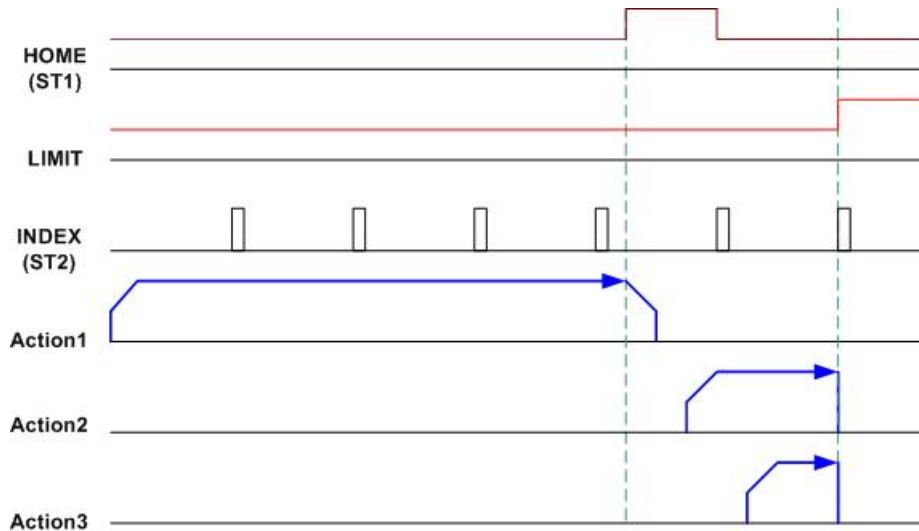 HOME
(ST1)
LIMIT
INDEX
(ST2)
Action1
Action2
Action3